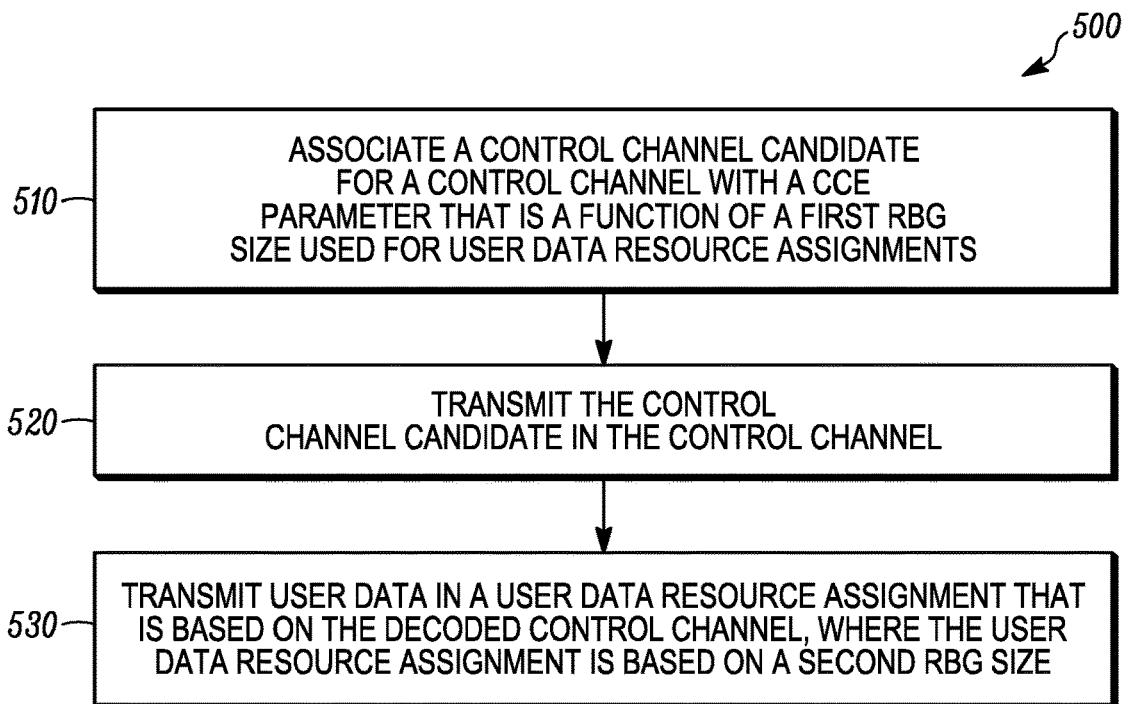 500
510
ASSOCIATE A CONTROL CHANNEL CANDIDATE
FOR A CONTROL CHANNEL WITH A CCE
PARAMETER THAT IS A FUNCTION OF A FIRST RBG
SIZE USED FOR USER DATA RESOURCE ASSIGNMENTS
520
TRANSMIT THE CONTROL
CHANNEL CANDIDATE IN THE CONTROL CHANNEL
530
TRANSMIT USER DATA IN A USER DATA RESOURCE ASSIGNMENT THAT
IS BASED ON THE DECODED CONTROL CHANNEL, WHERE THE USER
DATA RESOURCE ASSIGNMENT IS BASED ON A SECOND RBG SIZE